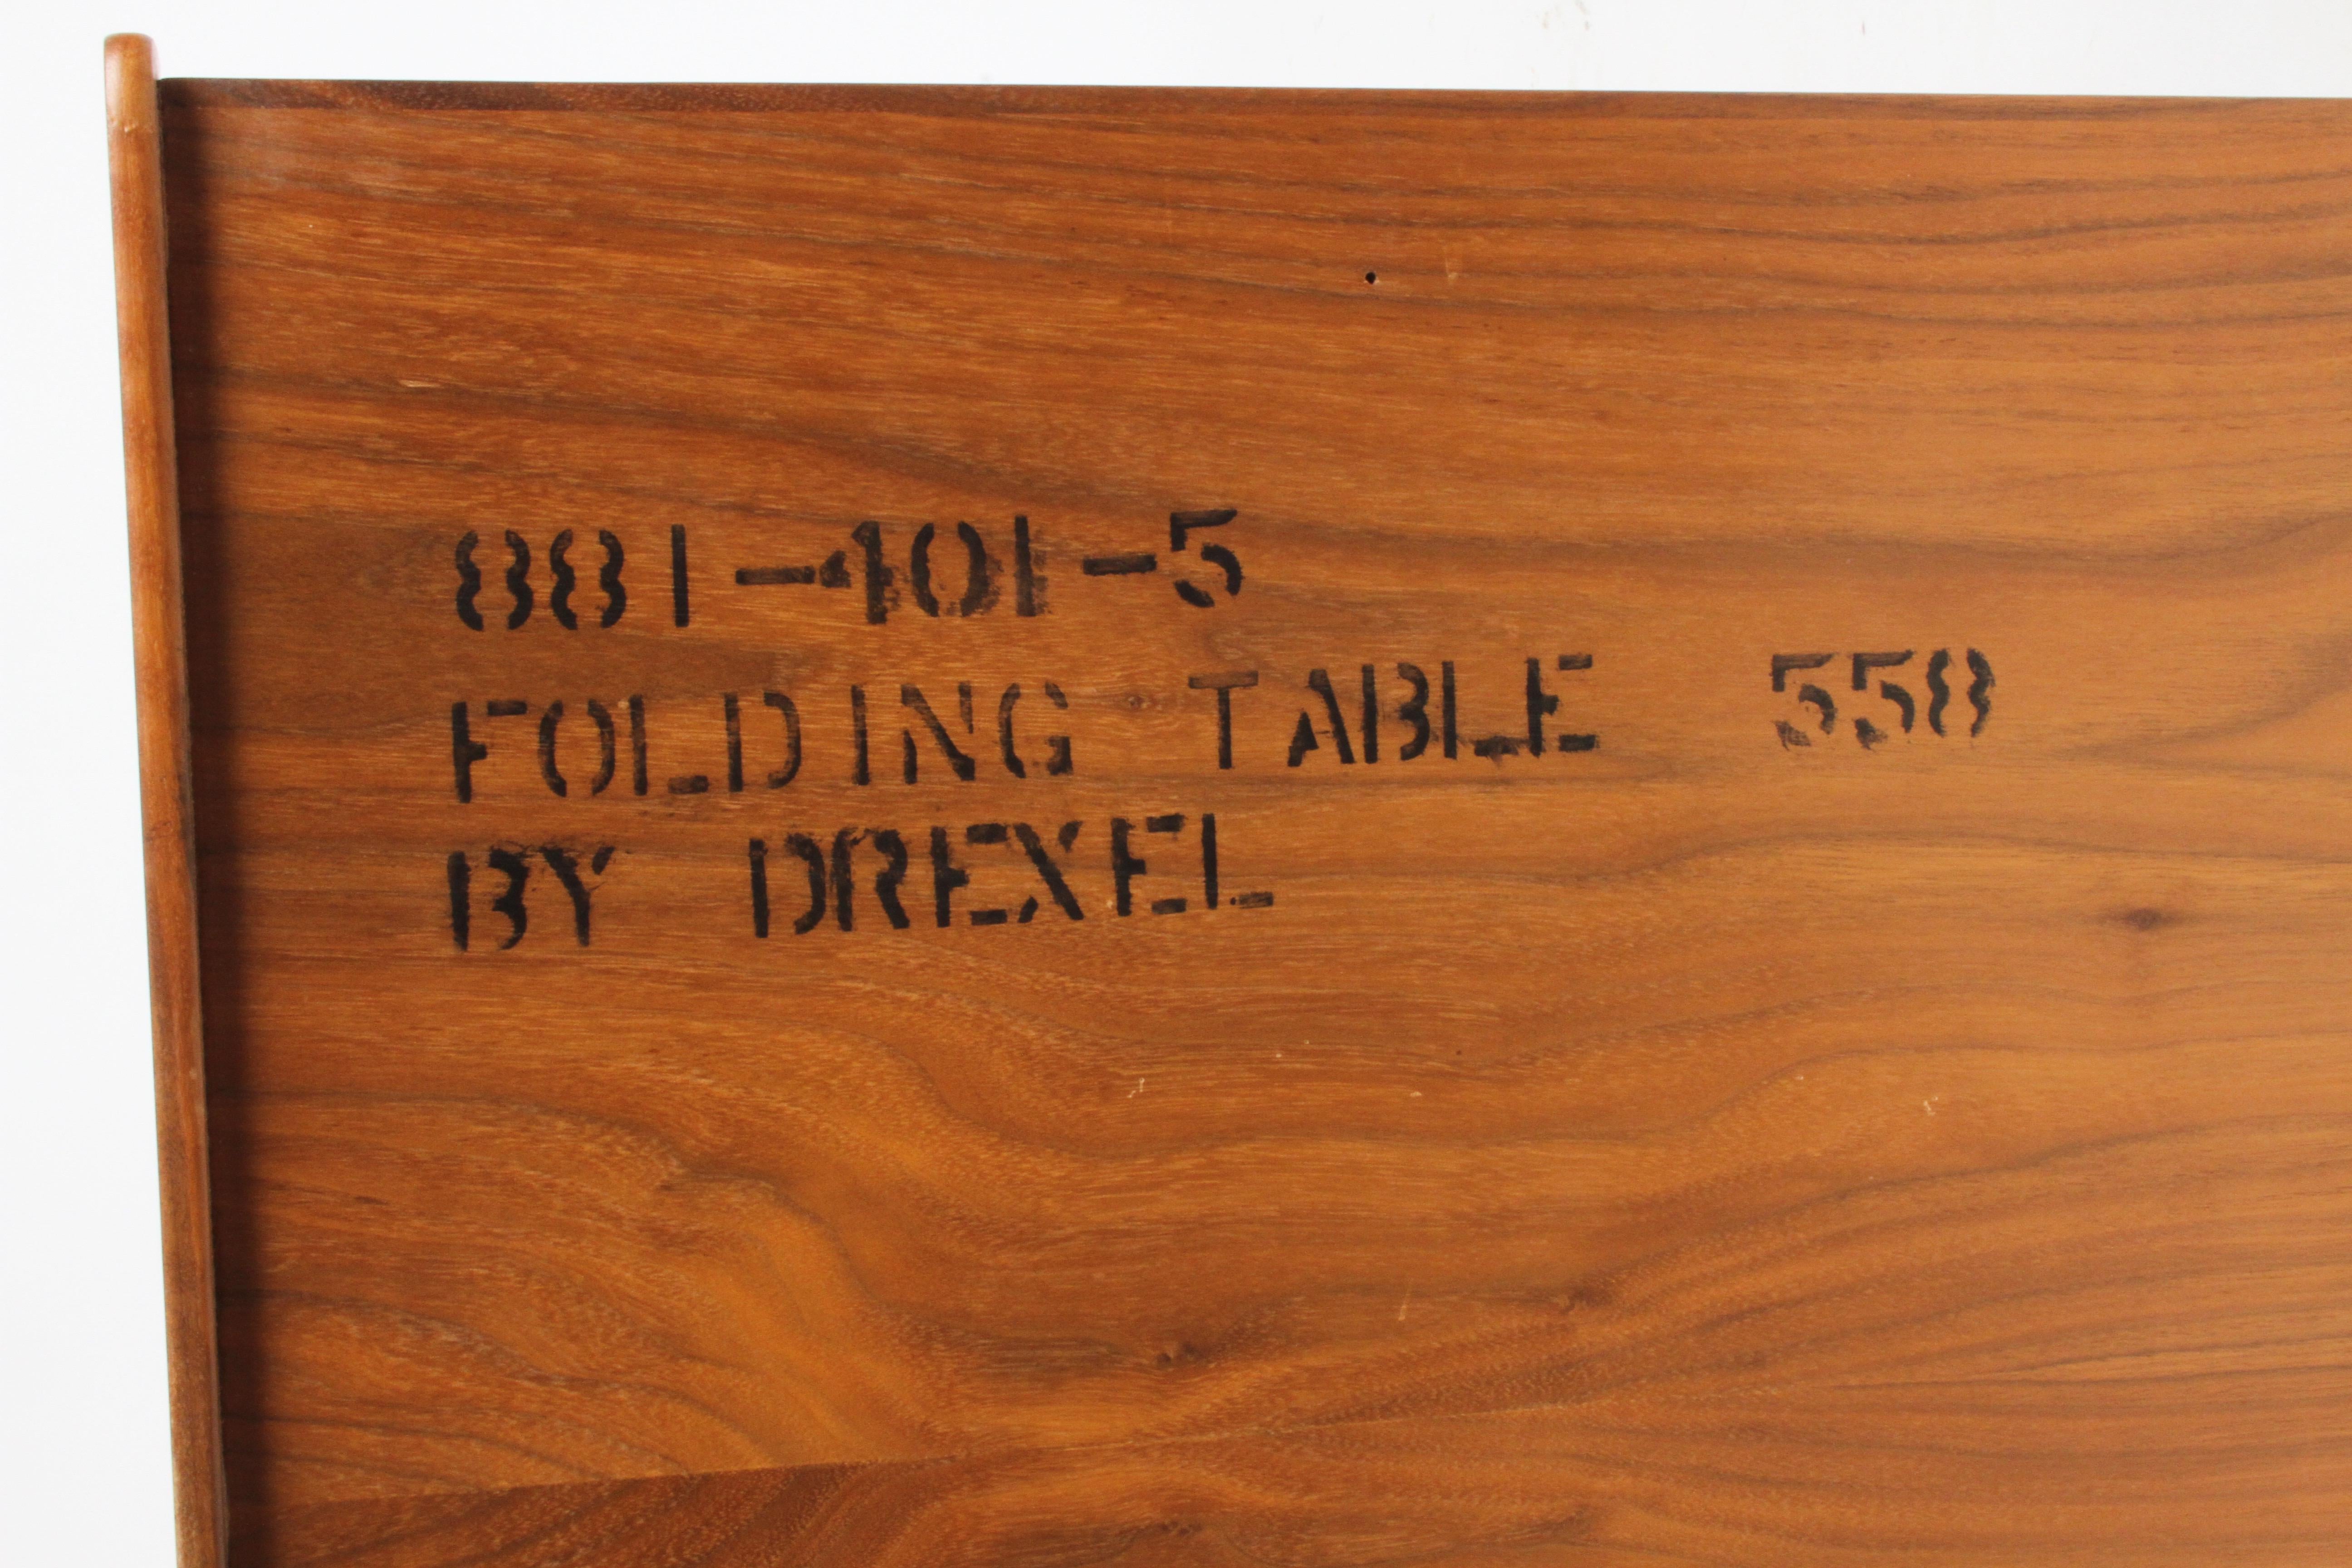 881-401-5
FOLDING TABLE 558
BY DREXEL